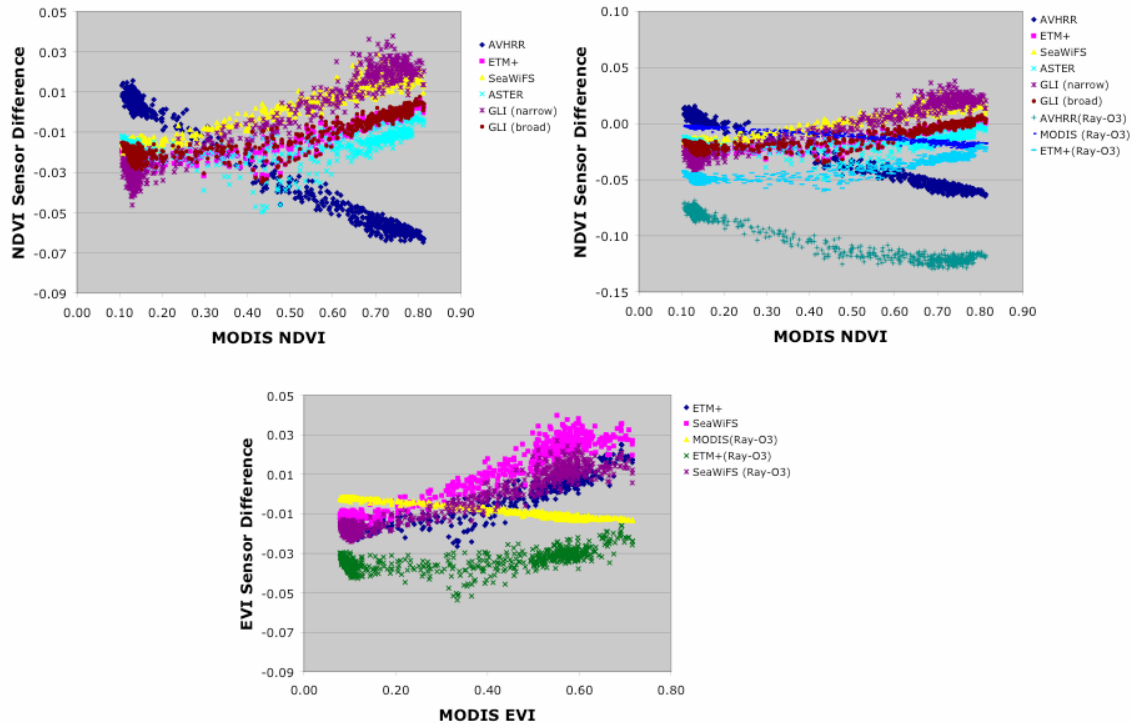 0.05
0.03
0.01
-0.01
-0.03
-0.05
-0.07
-0.09
NDVI Sensor Difference
0.00 0.10 0.20 0.30 0.40 0.50 0.60 0.70 0.80 0.90
MODIS NDVI
AVHRR
ETM+
SeaWiFS
ASTER
GLI (narrow)
GLI (broad)
0.10
0.05
0.00
-0.05
-0.10
-0.15
NDVI Sensor Difference
0.00 0.10 0.20 0.30 0.40 0.50 0.60 0.70 0.80 0.90
MODIS NDVI
AVHRR
ETM+
SeaWiFS
ASTER
GLI (narrow)
GLI (broad)
AVHRR(Ray-O3)
MODIS (Ray-O3)
ETM+(Ray-O3)
0.05
0.03
0.01
-0.01
-0.03
-0.05
-0.07
-0.09
EVI Sensor Difference
0.00 0.20 0.40 0.60 0.80
MODIS EVI
ETM+
SeaWiFS
MODIS(Ray-O3)
ETM+(Ray-O3)
SeaWiFS (Ray-O3)